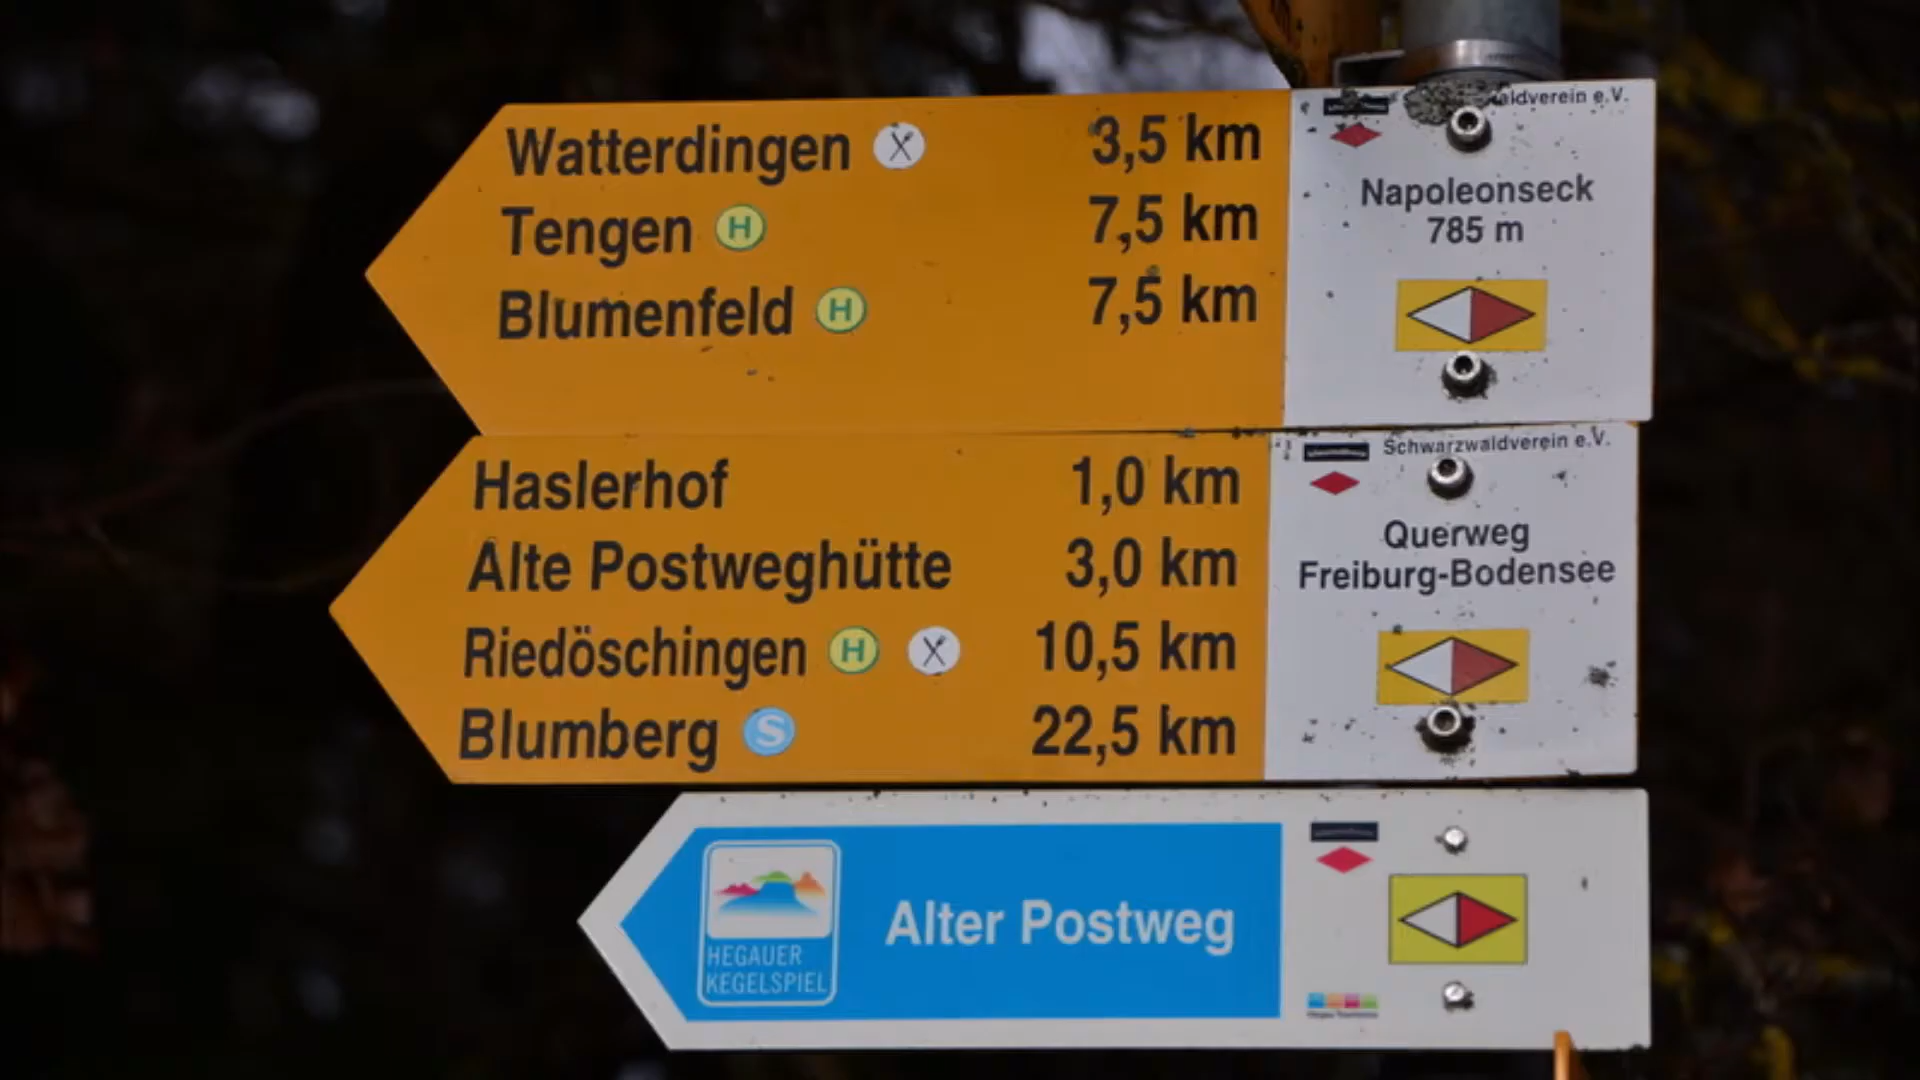 Watterdingen 3,5 km
Tengen H 7,5 km
Blumenfeld H 7,5 km
waldverein e.V.
Napoleonseck
785 m
Haslerhof 1,0 km
Alte Postweghütte 3,0 km
Riedöschingen H 10,5 km
Blumberg S 22,5 km
Schwarzwaldverein e.V.
Querweg
Freiburg-Bodensee
HEGAUER
KEGELSPIEL
Alter Postweg